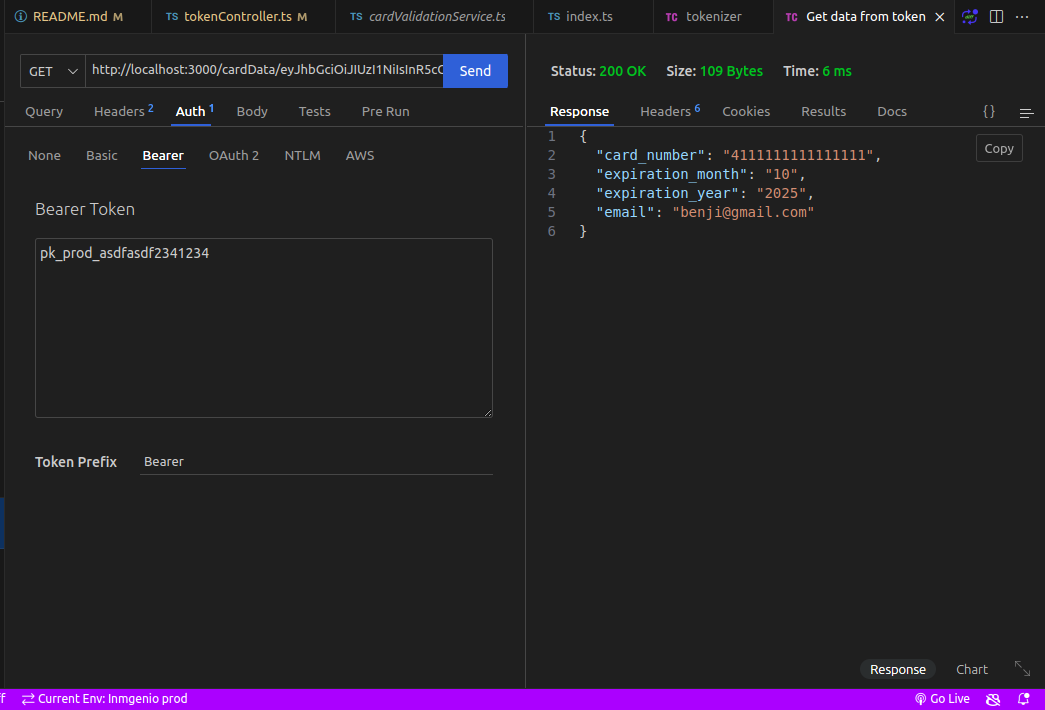 README.md M
TS tokenController.ts M
TS cardValidationService.ts
TS index.ts
TC tokenizer
TC Get data from token
GET
http://localhost:3000/cardData/eyJhbGciOiJIUzI1NiIsInR5cC
Send
Query
Headers 2
Auth 1
Body
Tests
Pre Run
None
Basic
Bearer
OAuth 2
NTLM
AWS
Bearer Token
pk_prod_asdfasdf2341234
Token Prefix
Bearer
Status: 200 OK
Size: 109 Bytes
Time: 6 ms
Response
Headers 6
Cookies
Results
Docs
{}
Copy
1 {
2 "card_number": "4111111111111111",
3 "expiration_month": "10",
4 "expiration_year": "2025",
5 "email": "benji@gmail.com"
6 }
Response
Chart
Current Env: Inmgenio prod
Go Live